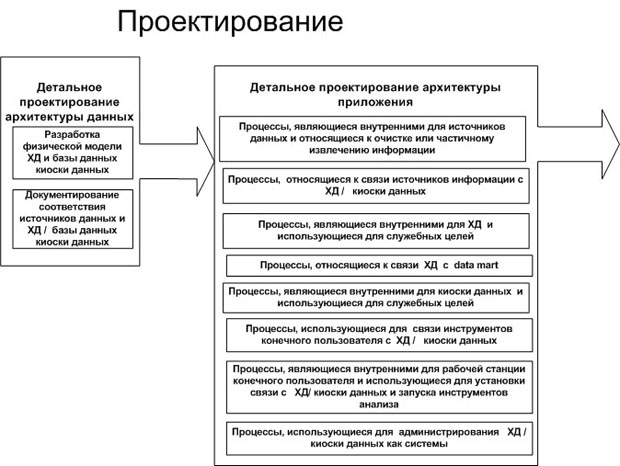 Проектирование
Детальное
проектирование
архитектуры данных
Разработка
физической модели
ХД и базы данных
киоски данных
Документирование
соответствия
источников данных и
ХД / базы данных
киоски данных
Детальное проектирование архитектуры
приложения
Процессы, являющиеся внутренними для источников
данных и относящиеся к очистке или частичному
извлечению информации
Процессы, относящиеся к связи источников информации с
ХД / киоски данных
Процессы, являющиеся внутренними для ХД и
использующиеся для служебных целей
Процессы, относящиеся к связи ХД с data mart
Процессы, являющиеся внутренними для киоски данных и
использующиеся для служебных целей
Процессы, использующиеся для связи инструментов
конечного пользователя с ХД / киоски данных
Процессы, являющиеся внутренними для рабочей станции
конечного пользователя и использующиеся для установки
связи с ХД/ киоски данных и запуска инструментов
анализа
Процессы, использующиеся для администрирования ХД /
киоски данных как системы